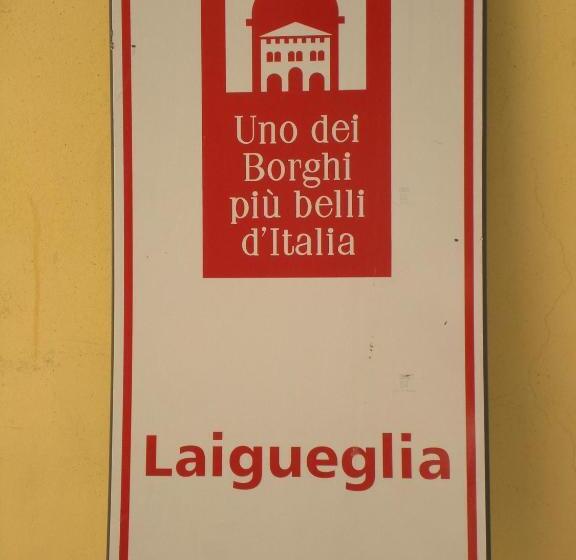 Uno dei
Borghi
più belli
d'Italia
Laigueglia